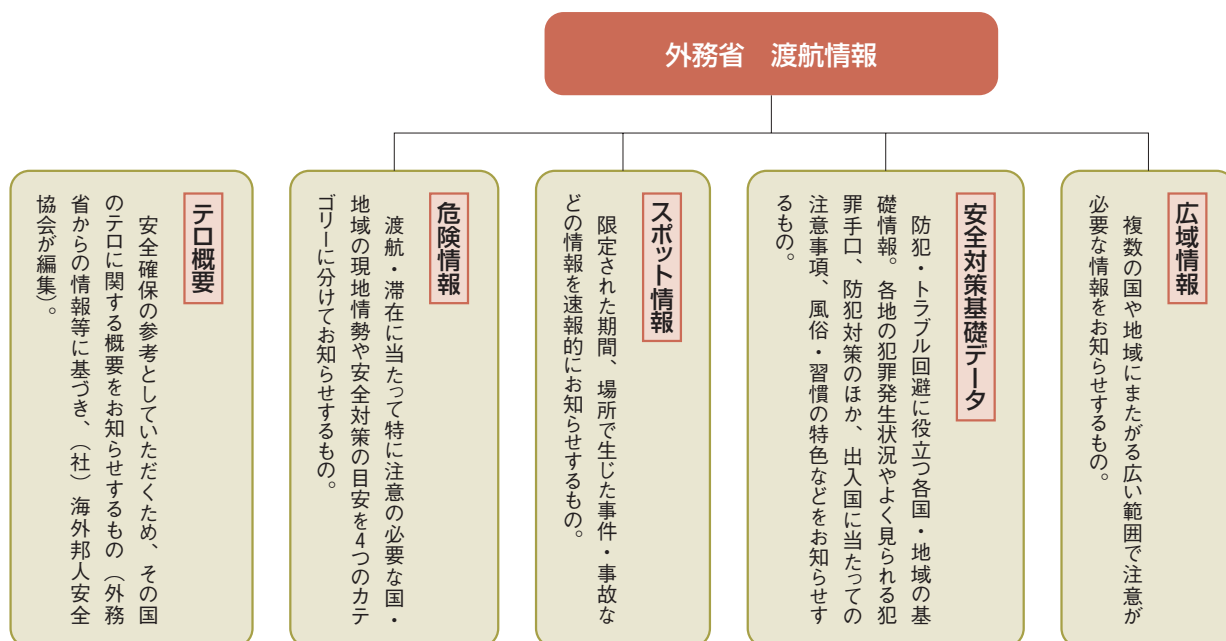 外務省　渡航情報
広域情報
複数の国や地域にまたがる広い範囲で注意が
必要な情報をお知らせするもの。
安全対策基礎データ
防犯・トラブル回避に役立つ各国・地域の基
礎情報。各地の犯罪発生状況やよく見られる犯
罪手口、防犯対策のほか、出入国に当たっての
注意事項、風俗・習慣の特色などをお知らせす
るもの。
スポット情報
限定された期間、場所で生じた事件・事故な
どの情報を速報的にお知らせするもの。
危険情報
渡航・滞在に当たって特に注意の必要な国・
地域の現地情勢や安全対策の目安を4つのカテ
ゴリーに分けてお知らせするもの。
テロ概要
安全確保の参考としていただくため、その国
のテロに関する概要をお知らせするもの（外務
省からの情報等に基づき、（社）海外邦人安全
協会が編集）。